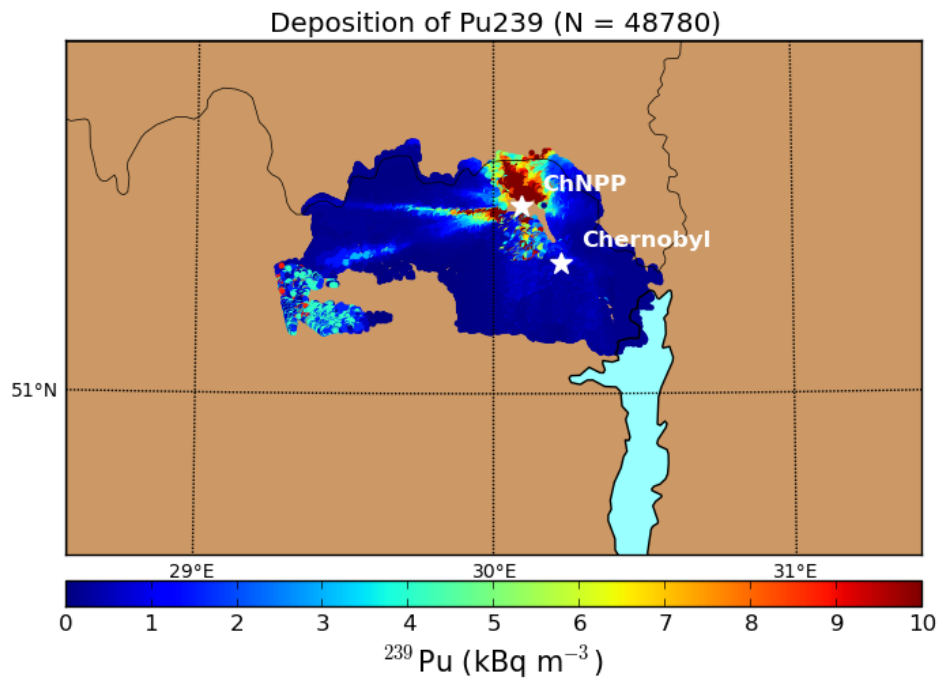 Deposition of Pu239 (N = 48780)
ChNPP
Chernobyl
51°N
29°E 30°E 31°E
0 1 2 3 4 5 6 7 8 9 10
²³⁹Pu (kBq m⁻³)